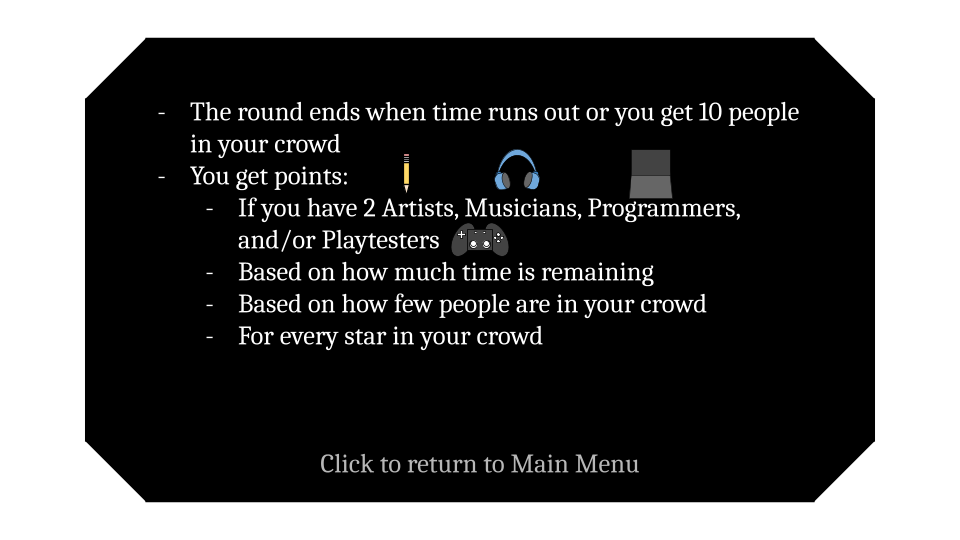 - The round ends when time runs out or you get 10 people
in your crowd
- You get points:
- If you have 2 Artists, Musicians, Programmers,
and/or Playtesters
- Based on how much time is remaining
- Based on how few people are in your crowd
- For every star in your crowd
Click to return to Main Menu